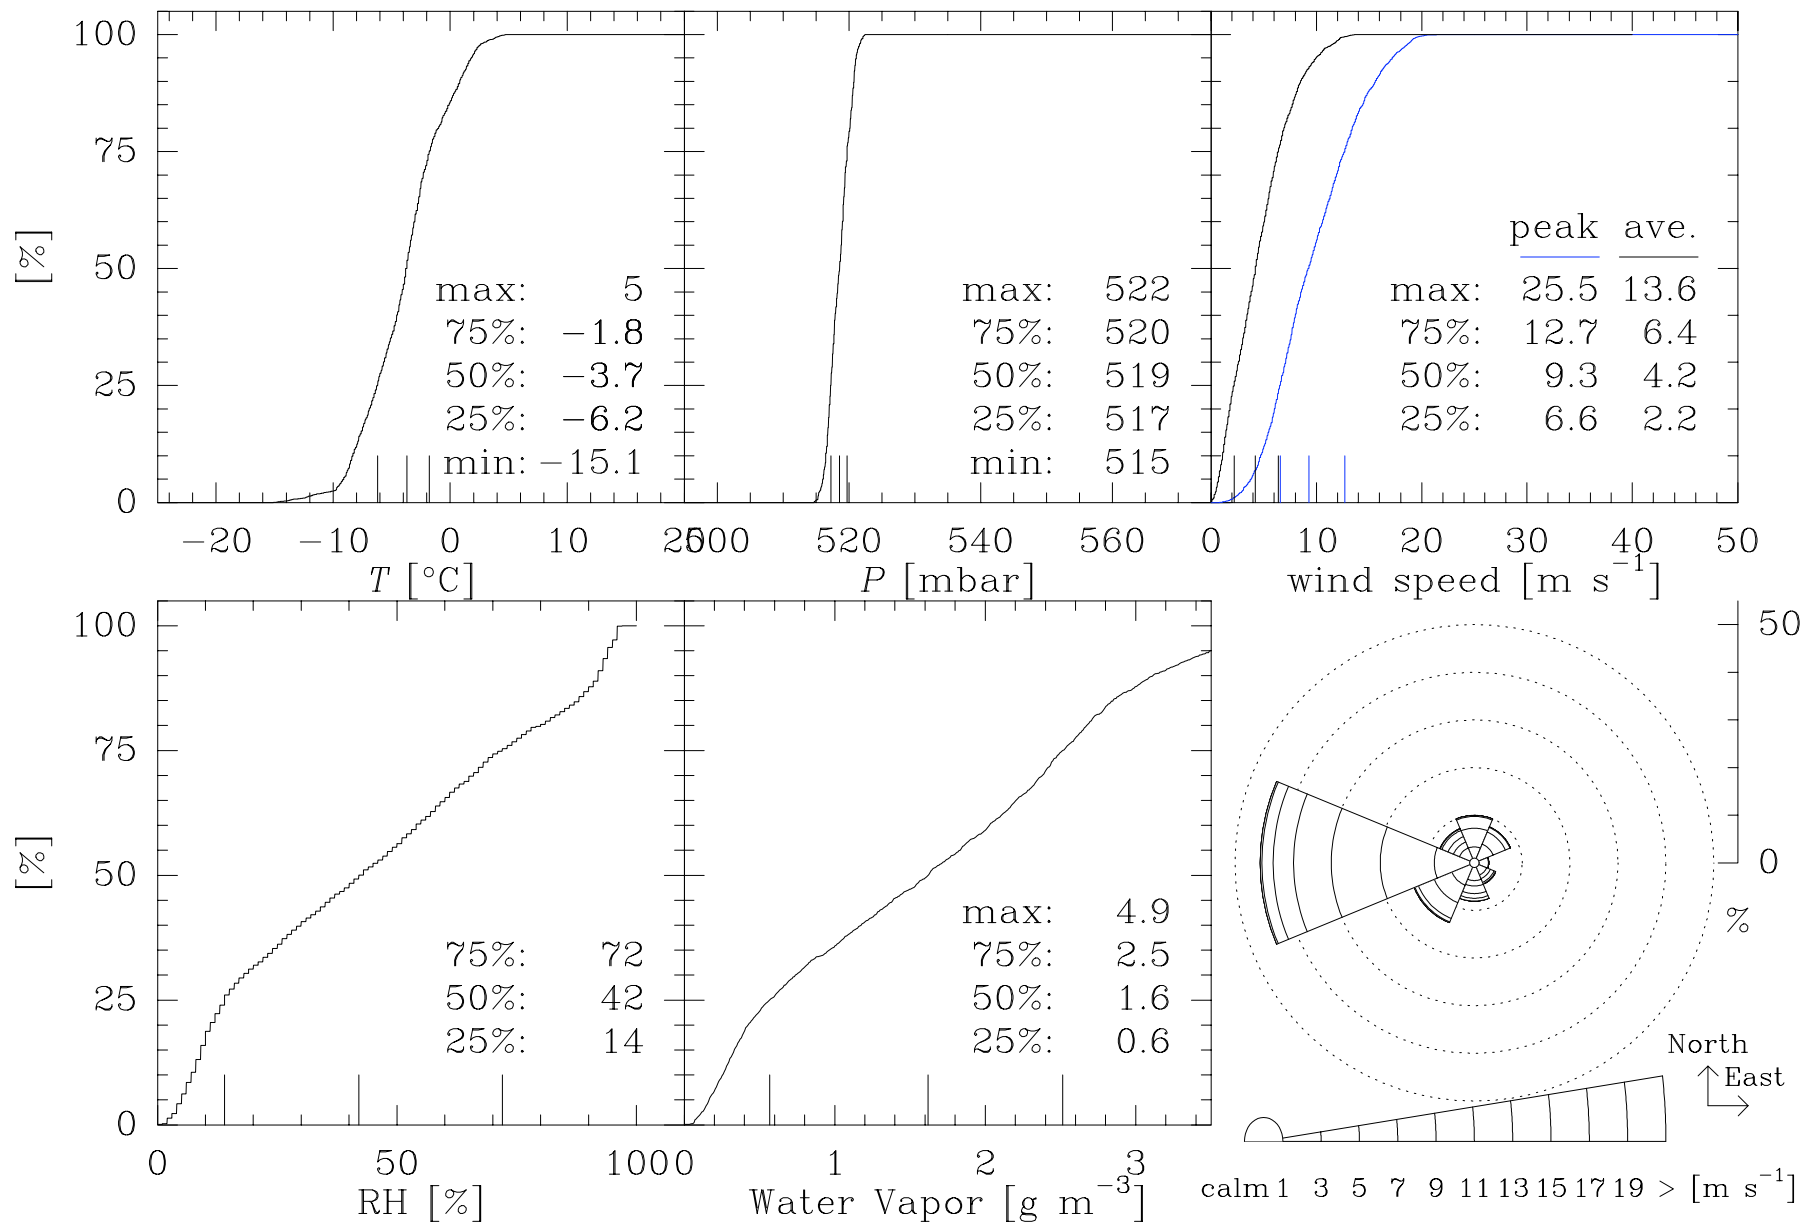 100
75
50
25
0
[%]
max: 5
75%: −1.8
50%: −3.7
25%: −6.2
min: −15.1
−20 −10 0 10 20
T [°C]
max: 522
75%: 520
50%: 519
25%: 517
min: 515
500 520 540 560
P [mbar]
peak ave.
max: 25.5 13.6
75%: 12.7 6.4
50%: 9.3 4.2
25%: 6.6 2.2
0 10 20 30 40 50
wind speed [m s⁻¹]
100
75
50
25
0
[%]
75%: 72
50%: 42
25%: 14
0 50 100
RH [%]
max: 4.9
75%: 2.5
50%: 1.6
25%: 0.6
0 1 2 3
Water Vapor [g m⁻³]
50
0
%
North
East
calm 1 3 5 7 9 11 13 15 17 19 > [m s⁻¹]